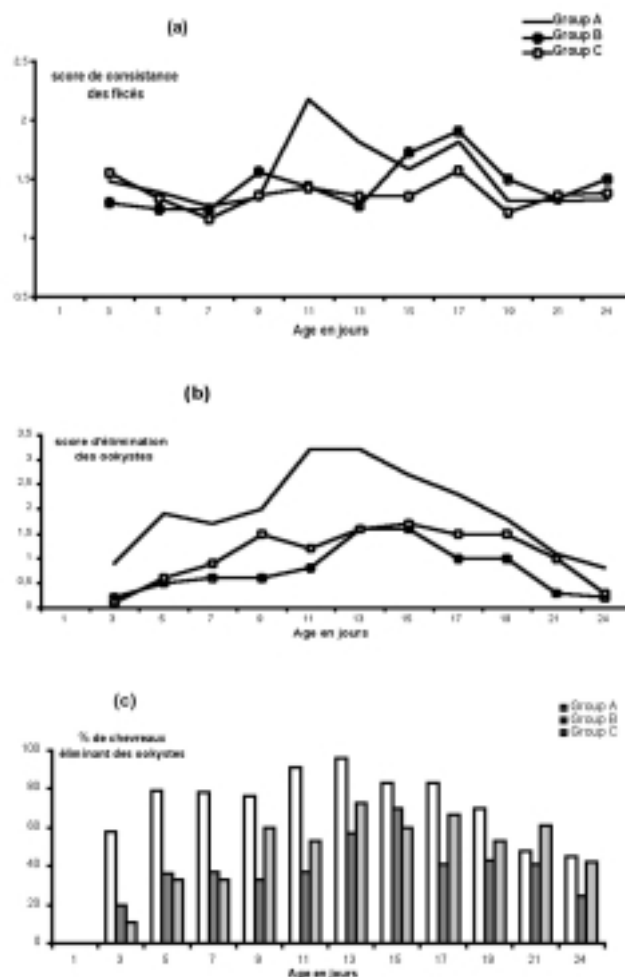 (a)
Group A
Group B
Group C
score de consistance
des fécés
2,5
2
1,5
1
0,5
1 3 5 7 9 11 13 15 17 19 21 24
Age en jours
(b)
score d'élimination
des ookystes
3,5
3
2,5
2
1,5
1
0,5
0
1 3 5 7 9 11 13 15 17 19 21 24
Age en jours
(c)
Group A
Group B
Group C
% de chevreaux
éliminant des ookystes
100
80
60
40
20
0
1 3 5 7 9 11 13 15 17 19 21 24
Age en jours